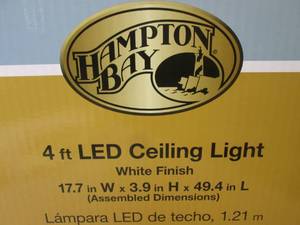 HAMPTON
BAY
4 ft LED Ceiling Light
White Finish
17.7 in W x 3.9 in H x 49.4 in L
(Assembled Dimensions)
Lámpara LED de techo, 1.21 m